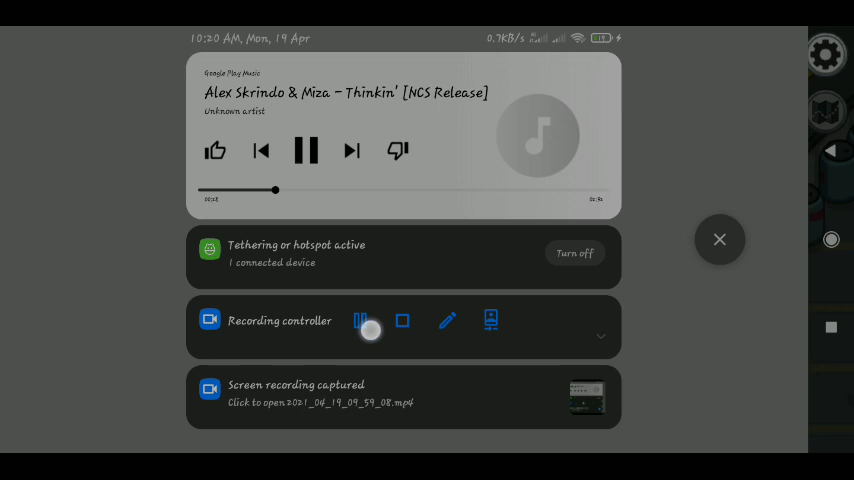 10:20 AM, Mon, 19 Apr
0.7KB/s
19
Google Play Music
Alex Skrindo & Miza - Thinkin' [NCS Release]
Unknown artist
Tethering or hotspot active
1 connected device
Turn off
Recording controller
Screen recording captured
Click to open 2021_04_19_09_59_08.mp4